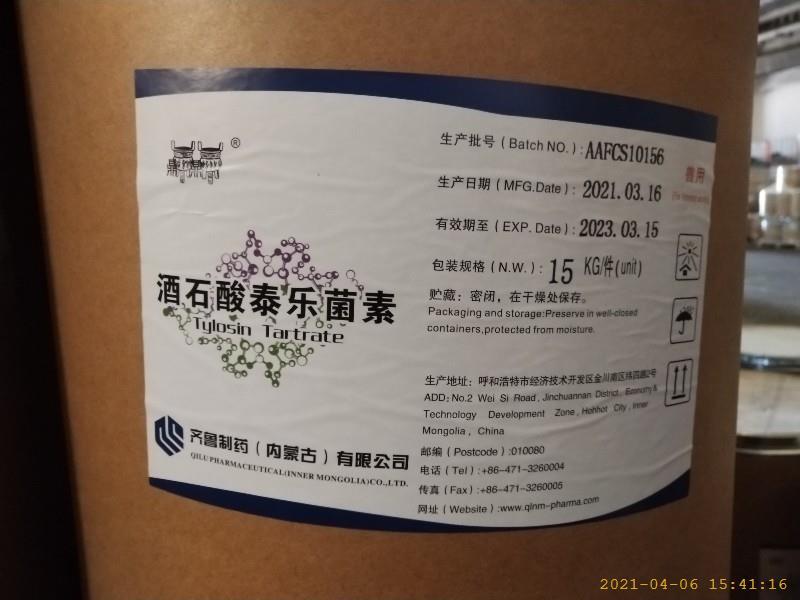 ®
生产批号（Batch NO.）: AAFCS10156
生产日期（MFG.Date）: 2021.03.16
兽用
有效期至（EXP. Date）: 2023.03.15
包装规格（N.W.）: 15 KG/件(unit)
贮藏：密闭，在干燥处保存。
Packaging and storage:Preserve in well-closed
containers,protected from moisture.
酒石酸泰乐菌素
Tylosin Tartrate
生产地址：呼和浩特市经济技术开发区金川南区纬四路2号
ADD:No.2 Wei Si Road, Jinchuannan District, Economy &
Technology Development Zone, Hohhot City, Inner
Mongolia, China
齐鲁制药（内蒙古）有限公司
QILU PHARMACEUTICAL(INNER MONGOLIA)CO.,LTD.
邮编（Postcode）:010080
电话（Tel）:+86-471-3260004
传真（Fax）:+86-471-3260005
网址（Website）:www.qlnm-pharma.com
2021-04-06 15:41:16